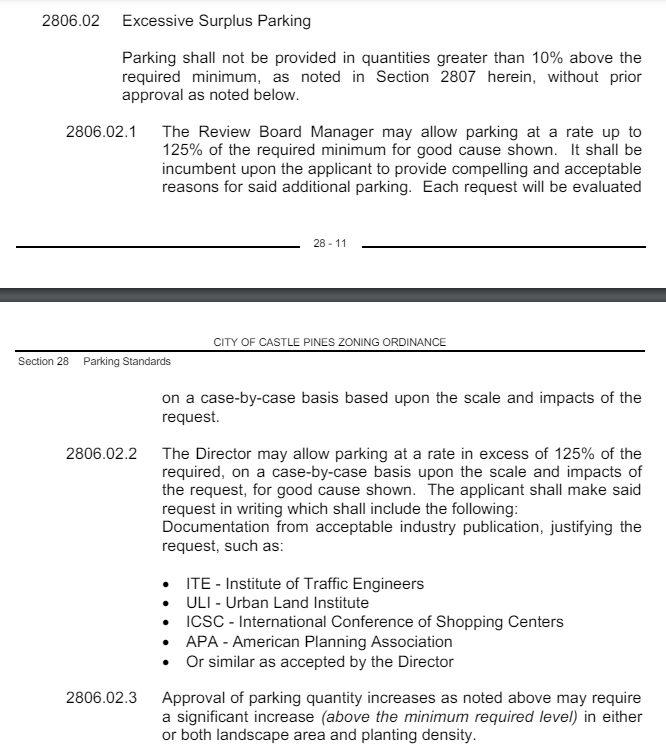 2806.02 Excessive Surplus Parking
Parking shall not be provided in quantities greater than 10% above the
required minimum, as noted in Section 2807 herein, without prior
approval as noted below.
2806.02.1 The Review Board Manager may allow parking at a rate up to
125% of the required minimum for good cause shown. It shall be
incumbent upon the applicant to provide compelling and acceptable
reasons for said additional parking. Each request will be evaluated
28 - 11
CITY OF CASTLE PINES ZONING ORDINANCE
Section 28 Parking Standards
on a case-by-case basis based upon the scale and impacts of the
request.
2806.02.2 The Director may allow parking at a rate in excess of 125% of the
required, on a case-by-case basis upon the scale and impacts of
the request, for good cause shown. The applicant shall make said
request in writing which shall include the following:
Documentation from acceptable industry publication, justifying the
request, such as:
• ITE - Institute of Traffic Engineers
• ULI - Urban Land Institute
• ICSC - International Conference of Shopping Centers
• APA - American Planning Association
• Or similar as accepted by the Director
2806.02.3 Approval of parking quantity increases as noted above may require
a significant increase (above the minimum required level) in either
or both landscape area and planting density.